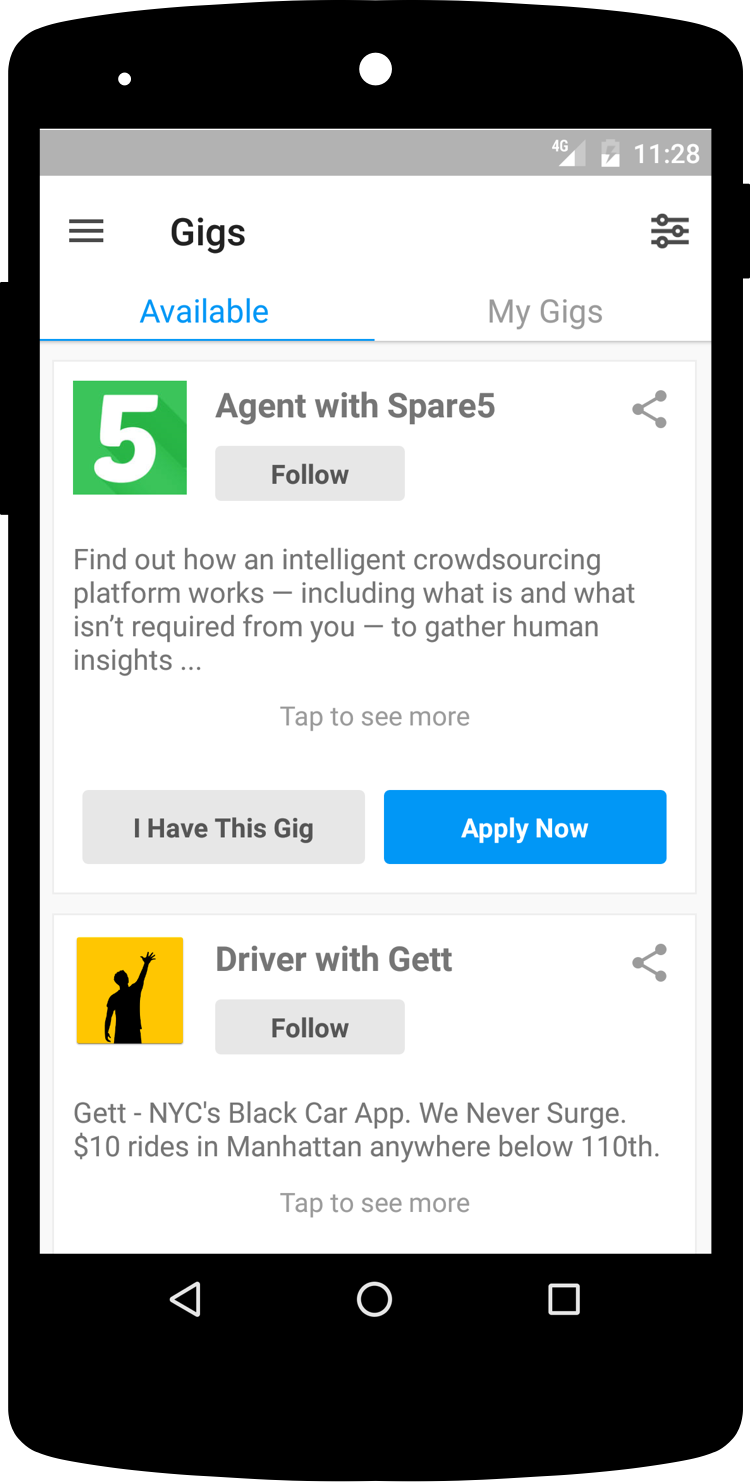 4G 11:28
Gigs
Available My Gigs
5
Agent with Spare5
Follow
Find out how an intelligent crowdsourcing
platform works — including what is and what
isn’t required from you — to gather human
insights ...
Tap to see more
I Have This Gig Apply Now
Driver with Gett
Follow
Gett - NYC's Black Car App. We Never Surge.
$10 rides in Manhattan anywhere below 110th.
Tap to see more